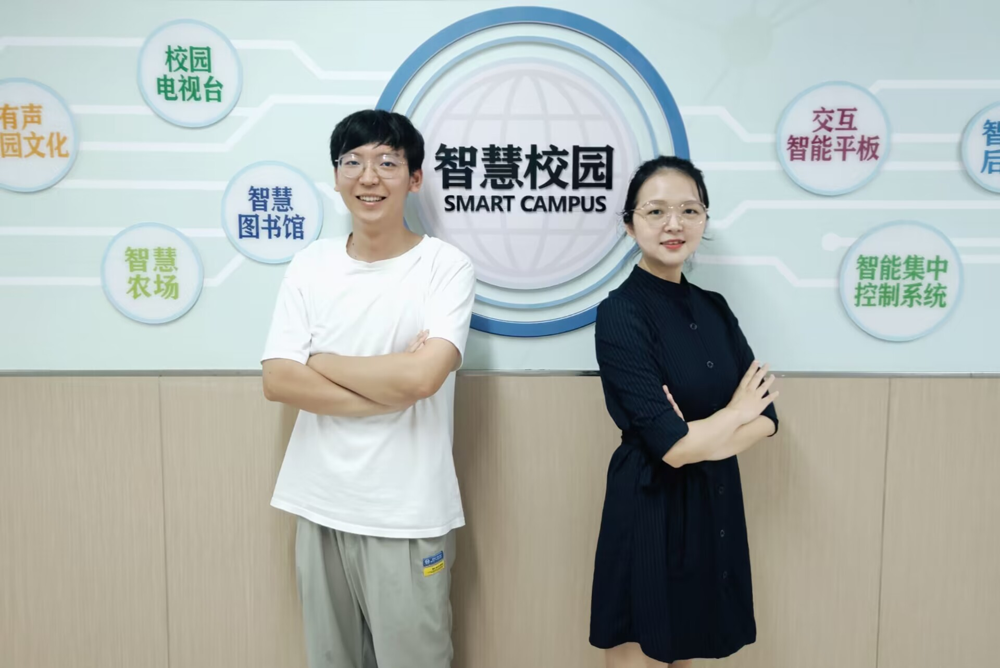 校园
电视台
有声
园文化
智慧
图书馆
智慧
农场
智慧校园
SMART CAMPUS
交互
智能平板
智
后
智能集中
控制系统